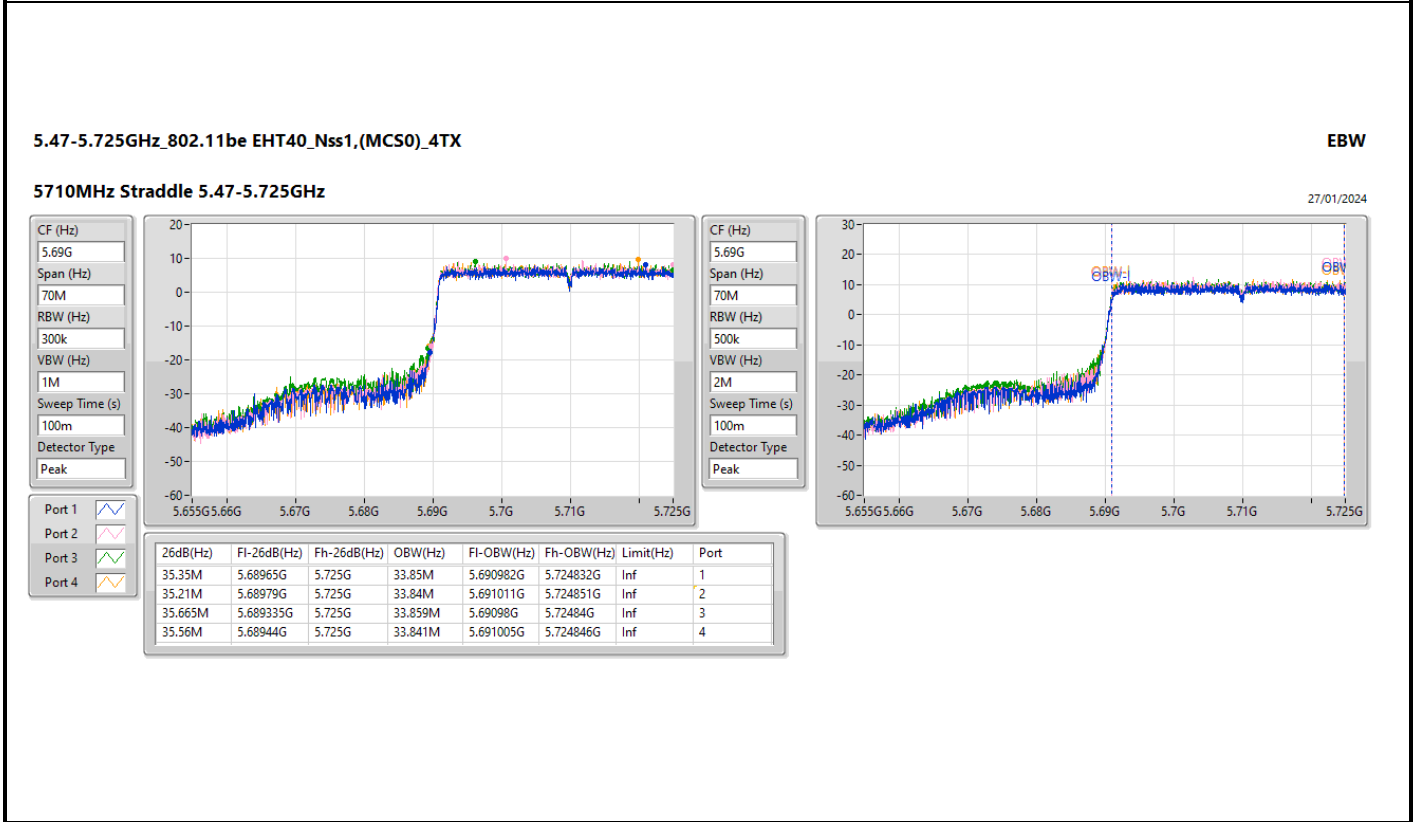 5.47-5.725GHz_802.11be EHT40_Nss1,(MCS0)_4TX
EBW
5710MHz Straddle 5.47-5.725GHz
27/01/2024
CF (Hz)
5.69G
Span (Hz)
70M
RBW (Hz)
300k
VBW (Hz)
1M
Sweep Time (s)
100m
Detector Type
Peak
20
10
0
-10
-20
-30
-40
-50
-60
5.655G 5.66G 5.67G 5.68G 5.69G 5.7G 5.71G 5.725G
CF (Hz)
5.69G
Span (Hz)
70M
RBW (Hz)
500k
VBW (Hz)
2M
Sweep Time (s)
100m
Detector Type
Peak
30
20
10
0
-10
-20
-30
-40
-50
-60
OBW-l
5.655G 5.66G 5.67G 5.68G 5.69G 5.7G 5.71G 5.725G
Port 1
Port 2
Port 3
Port 4
26dB(Hz) Fl-26dB(Hz) Fh-26dB(Hz) OBW(Hz) Fl-OBW(Hz) Fh-OBW(Hz) Limit(Hz) Port
35.35M 5.68965G 5.725G 33.85M 5.690982G 5.724832G Inf 1
35.21M 5.68979G 5.725G 33.84M 5.691011G 5.724851G Inf 2
35.665M 5.689335G 5.725G 33.859M 5.69098G 5.72484G Inf 3
35.56M 5.68944G 5.725G 33.841M 5.691005G 5.724846G Inf 4